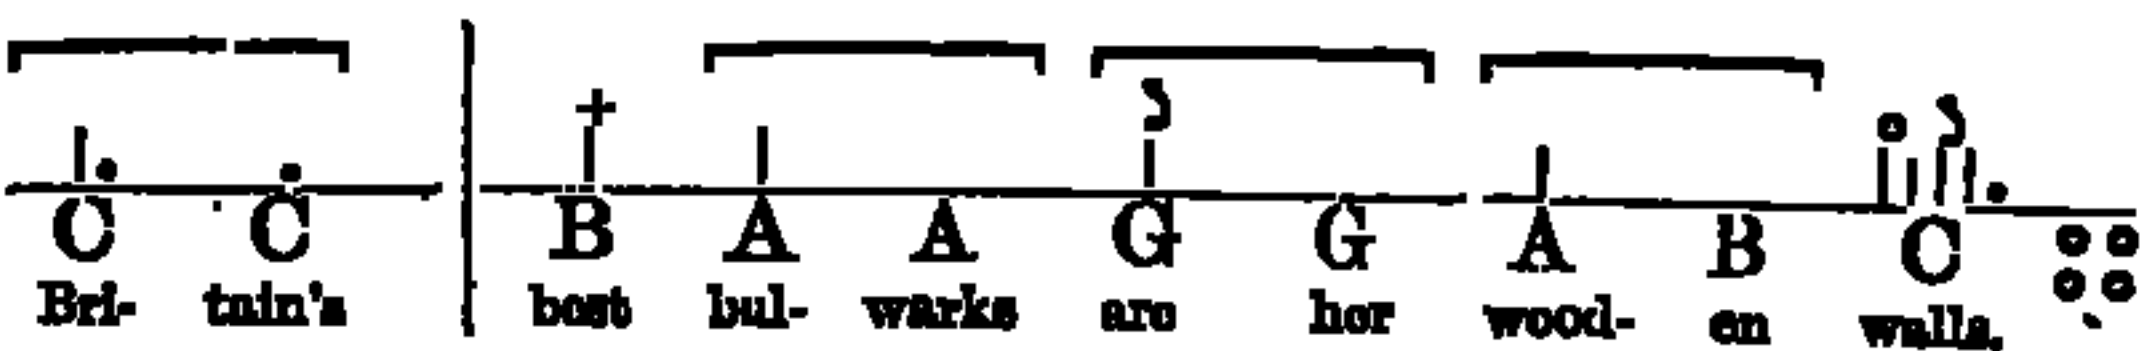 C C B A A G G A B C
Bri- tain's best bul- warks are her wood- en walls.